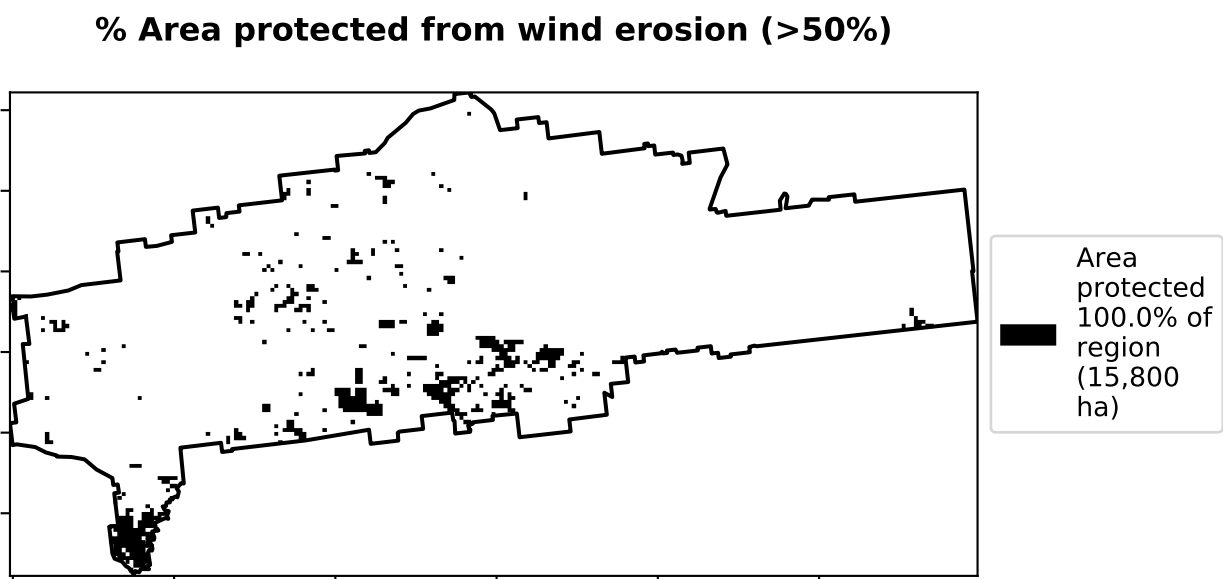 % Area protected from wind erosion (>50%)
Area
protected
100.0% of
region
(15,800
ha)